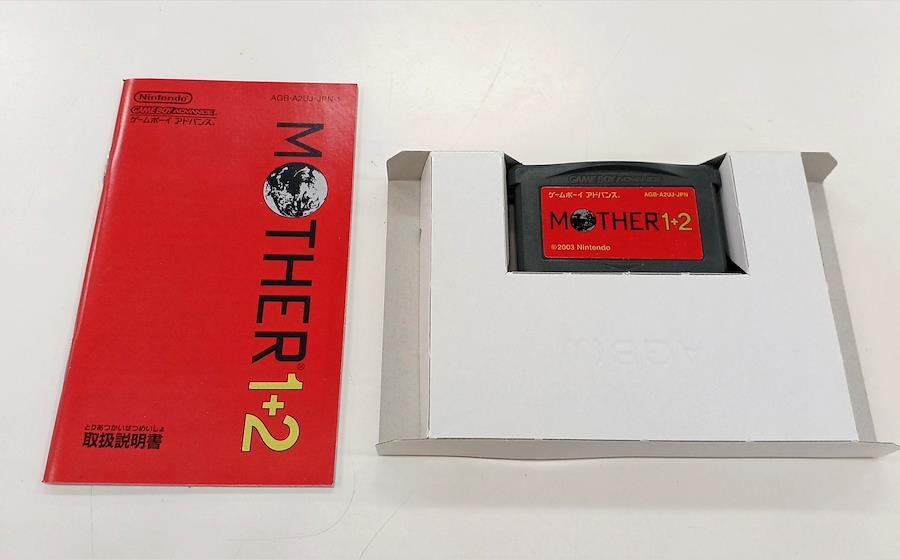 Nintendo
GAME BOY ADVANCE
ゲームボーイ アドバンス
AGB-A2UJ-JPN-1
MOTHER® 1+2
とりあつかいせつめいしょ
取扱説明書
GAME BOY ADVANCE
ゲームボーイ アドバンス
AGB-A2UJ-JPN
MOTHER 1+2
©2003 Nintendo